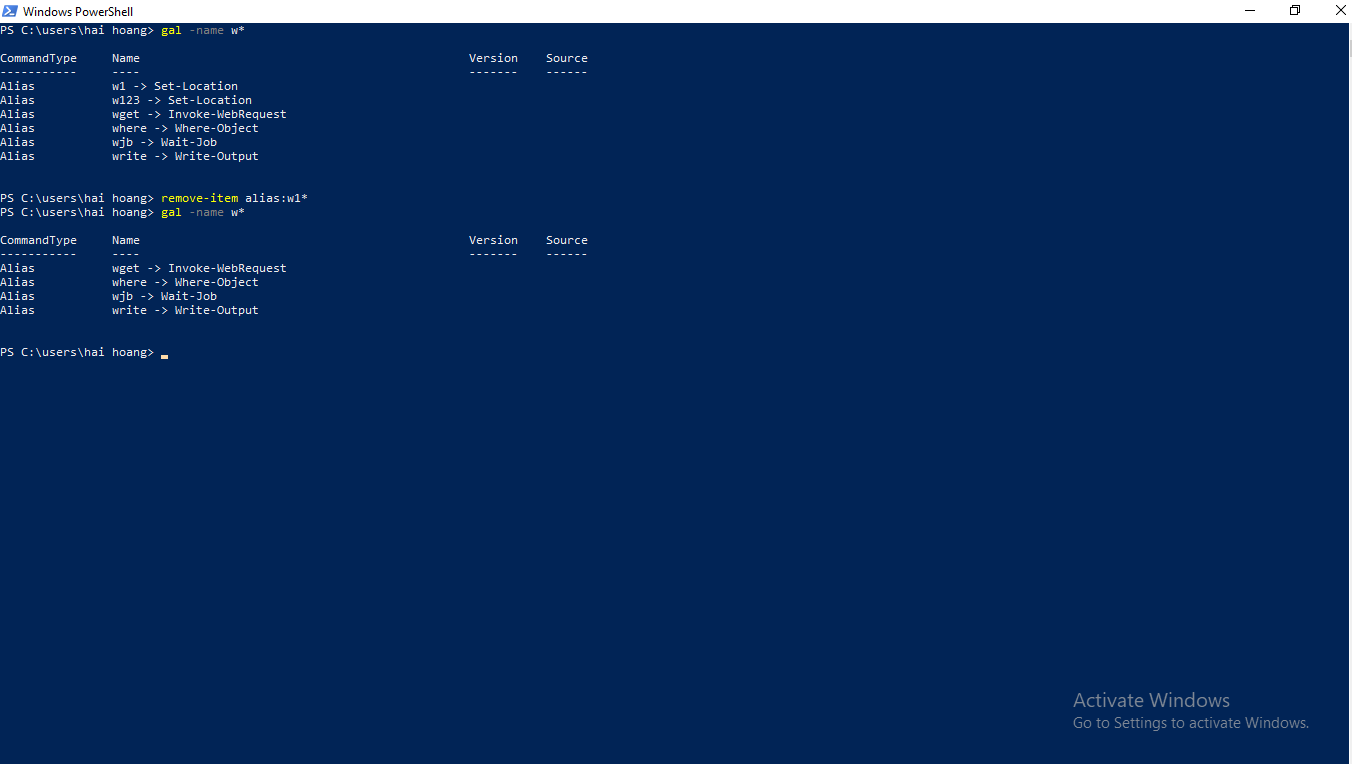 Windows PowerShell
PS C:\users\hai hoang> gal -name w*
CommandType     Name                                               Version    Source
-----------     ----                                               -------    ------
Alias           w1 -> Set-Location
Alias           w123 -> Set-Location
Alias           wget -> Invoke-WebRequest
Alias           where -> Where-Object
Alias           wjb -> Wait-Job
Alias           write -> Write-Output
PS C:\users\hai hoang> remove-item alias:w1*
PS C:\users\hai hoang> gal -name w*
CommandType     Name                                               Version    Source
-----------     ----                                               -------    ------
Alias           wget -> Invoke-WebRequest
Alias           where -> Where-Object
Alias           wjb -> Wait-Job
Alias           write -> Write-Output
PS C:\users\hai hoang>
Activate Windows
Go to Settings to activate Windows.